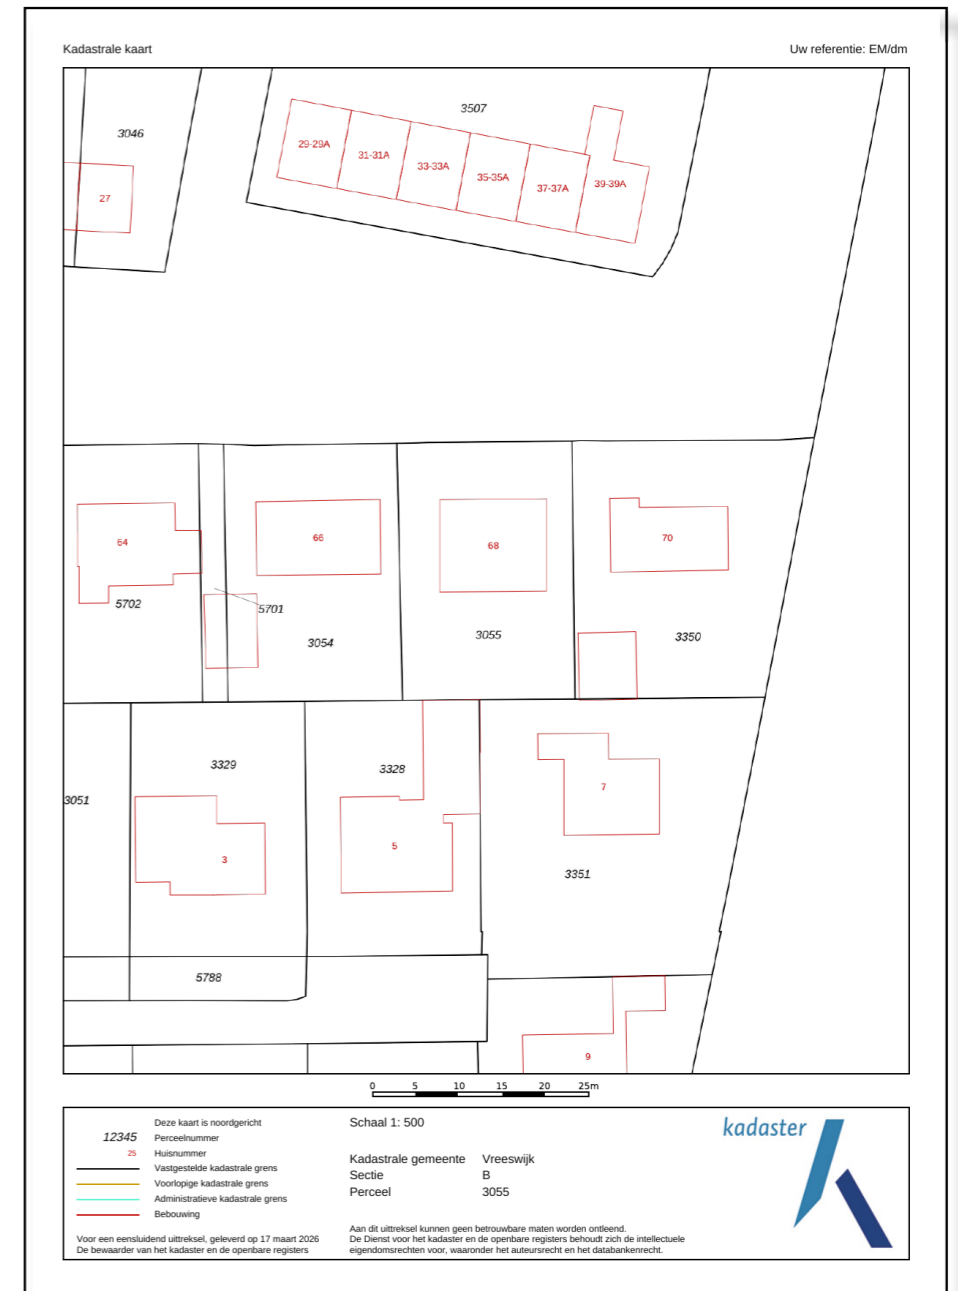 Kadastrale kaart
Uw referentie: EM/dm
3507
3046
29-29A
31-31A
33-33A
35-35A
37-37A
39-39A
27
64
66
68
70
5702
5701
3054
3055
3350
3329
3328
3051
7
5
3
3351
5788
9
0 5 10 15 20 25m
Deze kaart is noordgericht
12345 Perceelnummer
25 Huisnummer
Vastgestelde kadastrale grens
Voorlopige kadastrale grens
Administratieve kadastrale grens
Bebouwing
Voor een eensluidend uittreksel, geleverd op 17 maart 2026
De bewaarder van het kadaster en de openbare registers
Schaal 1: 500
Kadastrale gemeente Vreeswijk
Sectie B
Perceel 3055
Aan dit uittreksel kunnen geen betrouwbare maten worden ontleend.
De Dienst voor het kadaster en de openbare registers behoudt zich de intellectuele
eigendomsrechten voor, waaronder het auteursrecht en het databankenrecht.
kadaster